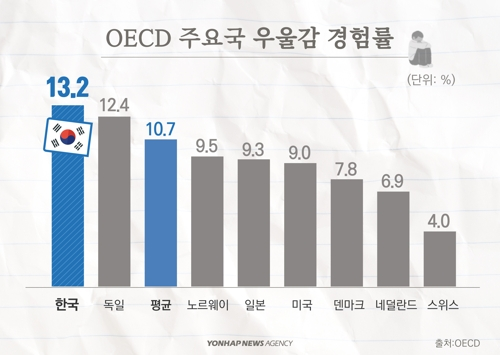 OECD 주요국 우울감 경험률
(단위: %)
13.2
12.4
10.7
9.5
9.3
9.0
7.8
6.9
4.0
한국 독일 평균 노르웨이 일본 미국 덴마크 네덜란드 스위스
YONHAP NEWS AGENCY
출처:OECD